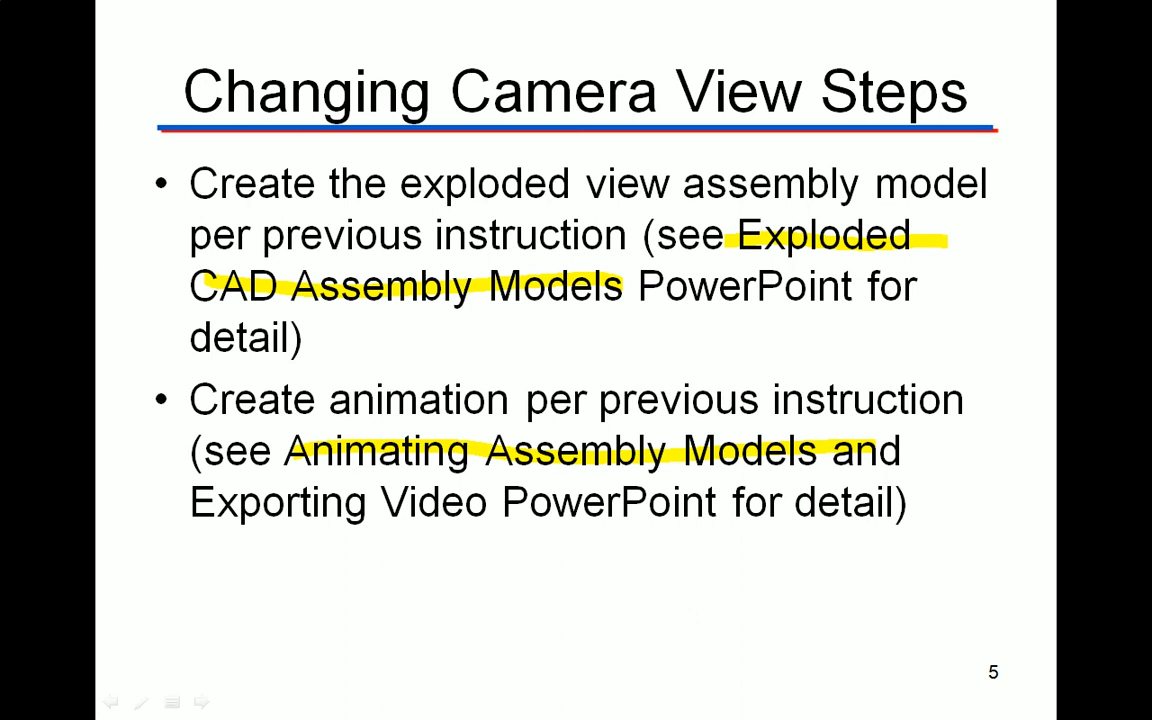 Changing Camera View Steps
• Create the exploded view assembly model
per previous instruction (see Exploded
CAD Assembly Models PowerPoint for
detail)
• Create animation per previous instruction
(see Animating Assembly Models and
Exporting Video PowerPoint for detail)
5